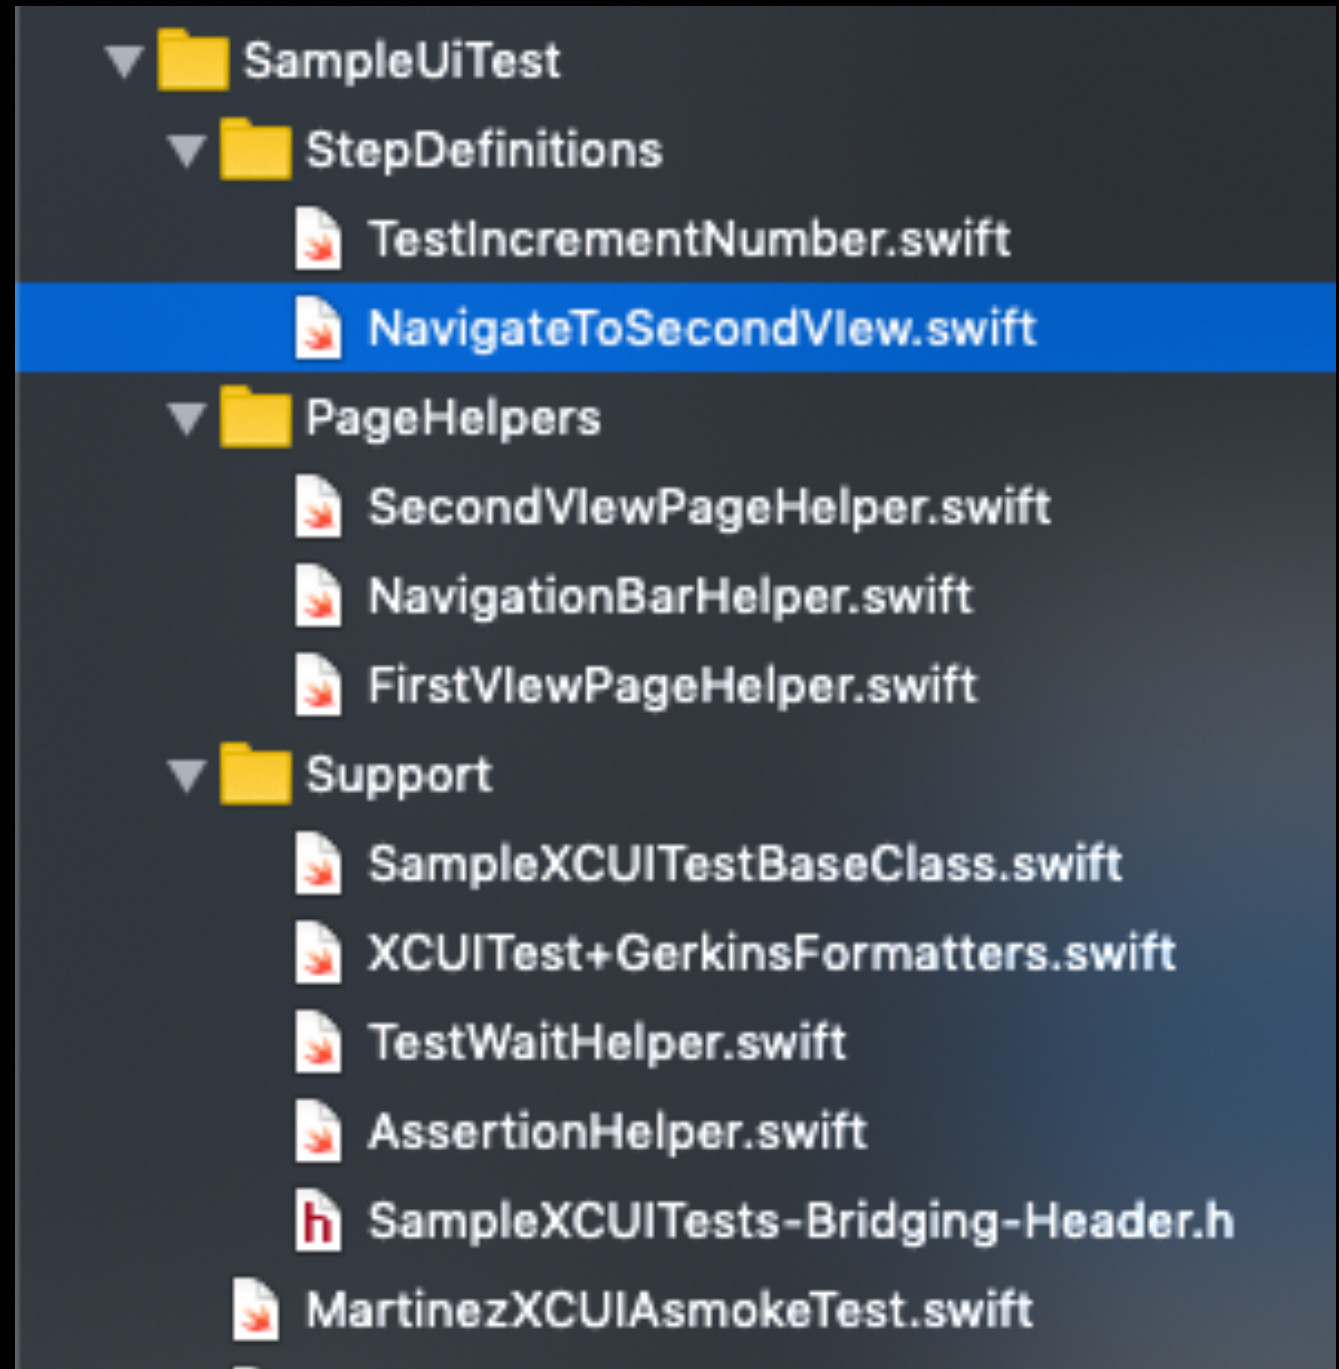 SampleUiTest
StepDefinitions
TestIncrementNumber.swift
NavigateToSecondVIew.swift
PageHelpers
SecondVIewPageHelper.swift
NavigationBarHelper.swift
FirstVIewPageHelper.swift
Support
SampleXCUITestBaseClass.swift
XCUITest+GerkinsFormatters.swift
TestWaitHelper.swift
AssertionHelper.swift
h SampleXCUITests-Bridging-Header.h
MartinezXCUIAsmokeTest.swift